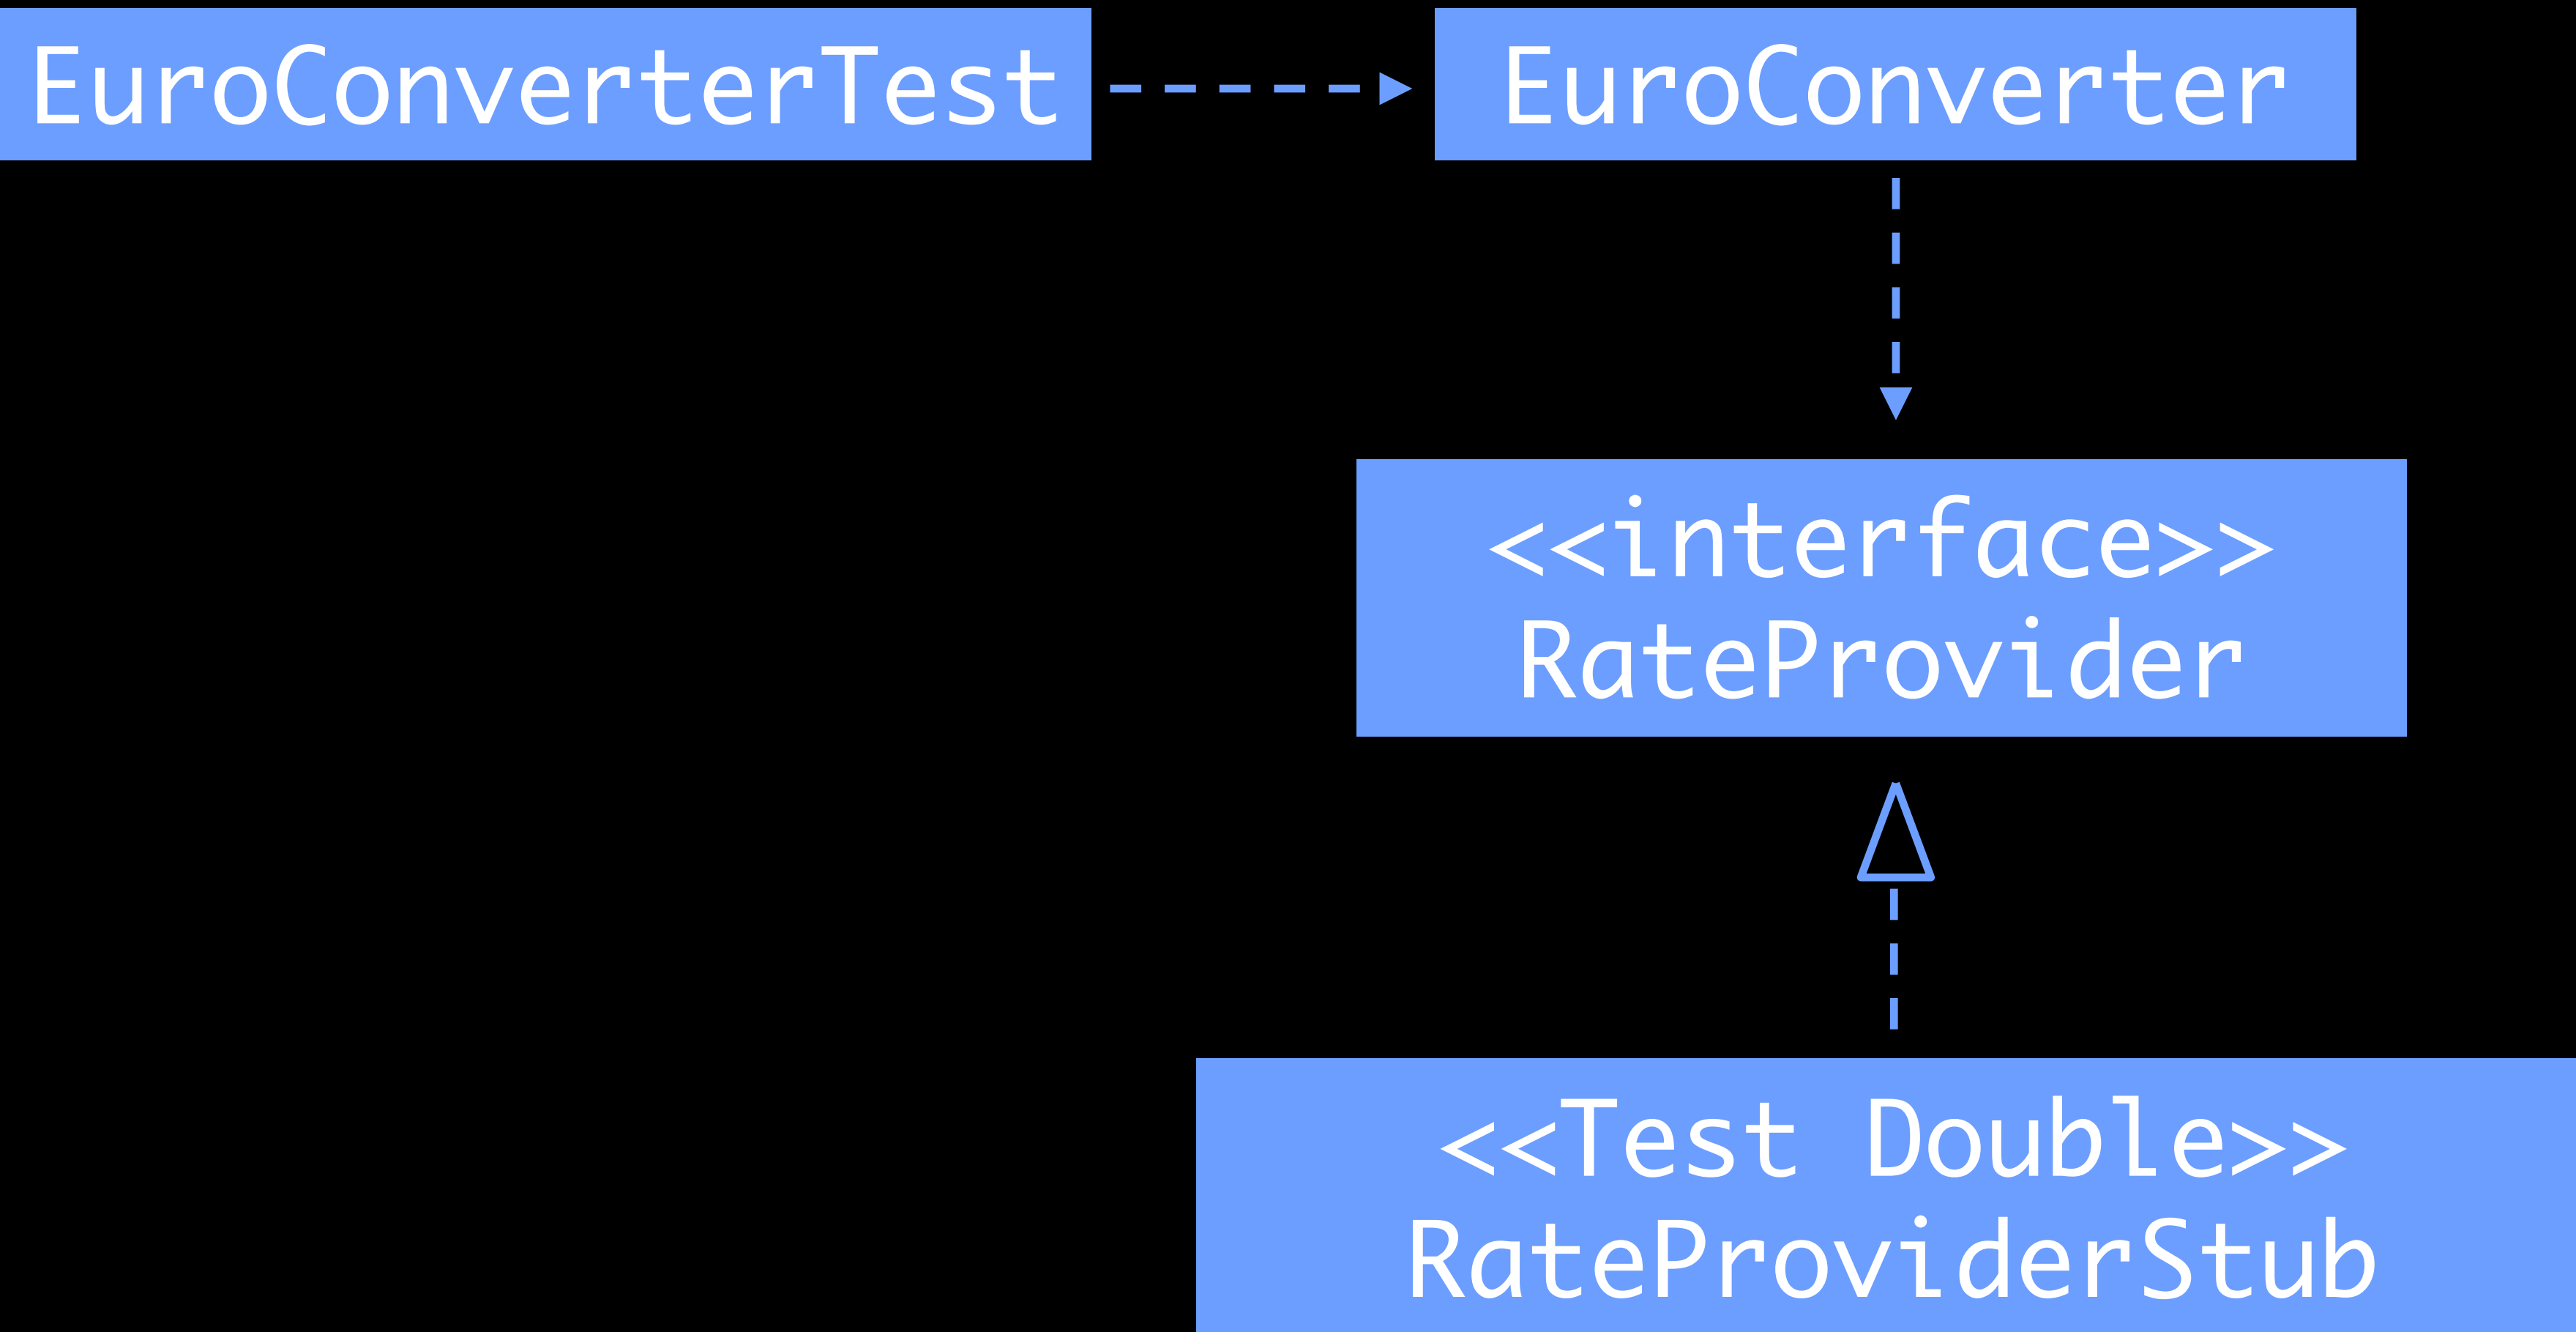 EuroConverterTest
EuroConverter
<<interface>>
RateProvider
<<Test Double>>
RateProviderStub